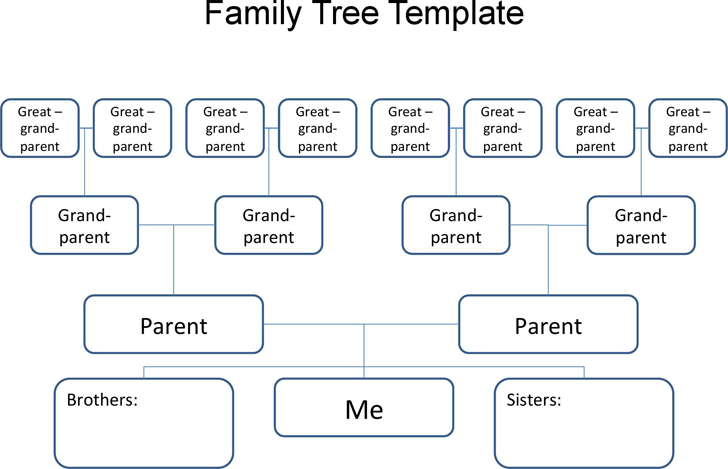 Family Tree Template
Great –
grand-
parent
Great –
grand-
parent
Great –
grand-
parent
Great –
grand-
parent
Great –
grand-
parent
Great –
grand-
parent
Great –
grand-
parent
Great –
grand-
parent
Grand-
parent
Grand-
parent
Grand-
parent
Grand-
parent
Parent
Parent
Brothers:
Me
Sisters: